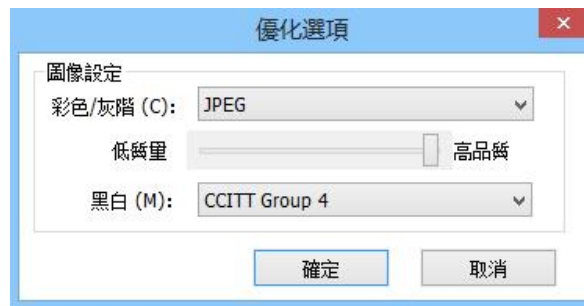 優化選項
圖像設定
彩色/灰階 (C): JPEG
低質量 高品質
黑白 (M): CCITT Group 4
確定 取消